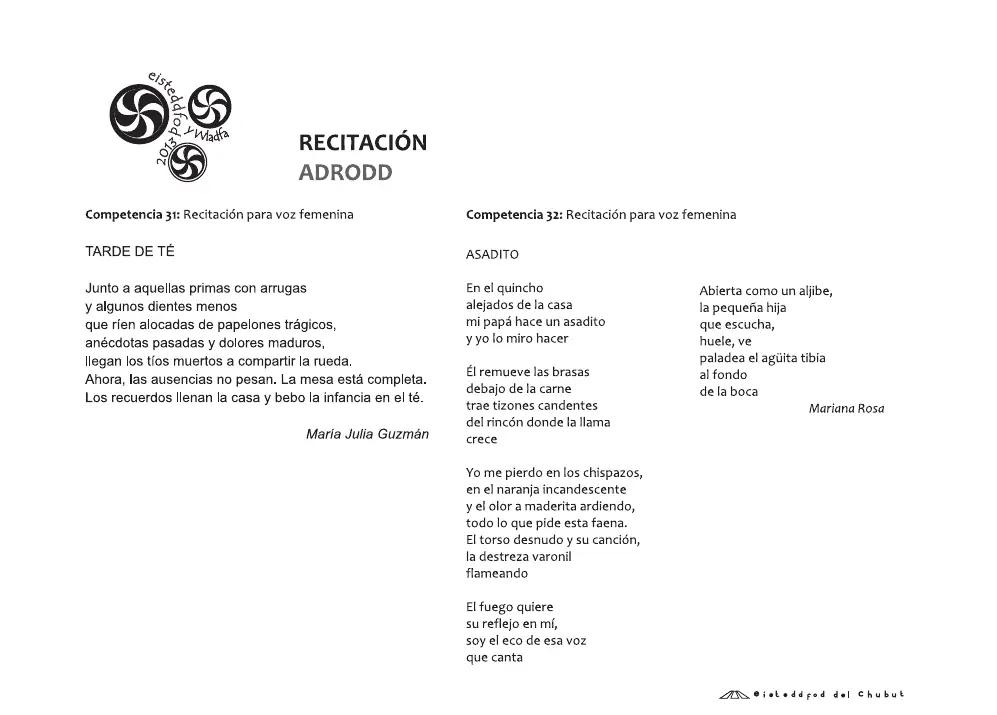 eisteddfod y Wladfa 2013
RECITACIÓN
ADRODD
Competencia 31: Recitación para voz femenina
TARDE DE TÉ
Junto a aquellas primas con arrugas
y algunos dientes menos
que ríen alocadas de papelones trágicos,
anécdotas pasadas y dolores maduros,
llegan los tíos muertos a compartir la rueda.
Ahora, las ausencias no pesan. La mesa está completa.
Los recuerdos llenan la casa y bebo la infancia en el té.
María Julia Guzmán
Competencia 32: Recitación para voz femenina
ASADITO
En el quincho
alejados de la casa
mi papá hace un asadito
y yo lo miro hacer
Él remueve las brasas
debajo de la carne
trae tizones candentes
del rincón donde la llama
crece
Yo me pierdo en los chispazos,
en el naranja incandescente
y el olor a maderita ardiendo,
todo lo que pide esta faena.
El torso desnudo y su canción,
la destreza varonil
flameando
El fuego quiere
su reflejo en mí,
soy el eco de esa voz
que canta
Abierta como un aljibe,
la pequeña hija
que escucha,
huele, ve
paladea el agüita tibia
al fondo
de la boca
Mariana Rosa
eisteddfod del Chubut